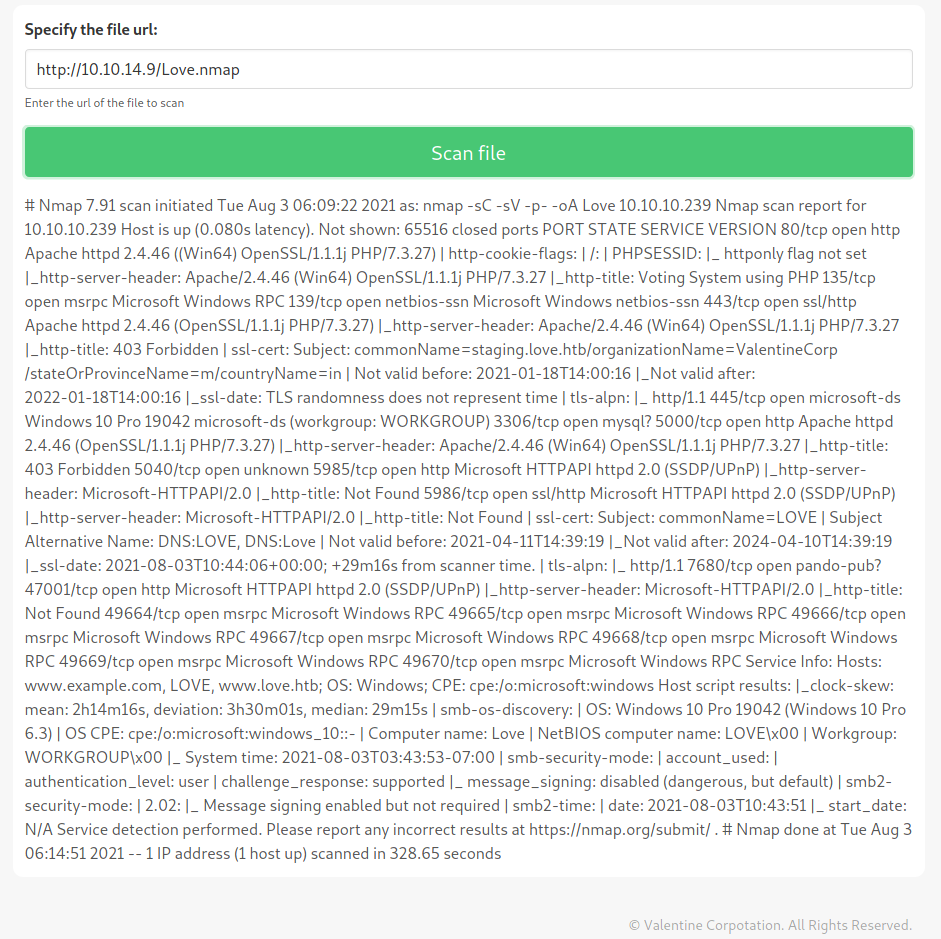 Specify the file url:
http://10.10.14.9/Love.nmap
Enter the url of the file to scan
Scan file
# Nmap 7.91 scan initiated Tue Aug 3 06:09:22 2021 as: nmap -sC -sV -p- -oA Love 10.10.10.239 Nmap scan report for
10.10.10.239 Host is up (0.080s latency). Not shown: 65516 closed ports PORT STATE SERVICE VERSION 80/tcp open http
Apache httpd 2.4.46 ((Win64) OpenSSL/1.1.1j PHP/7.3.27) | http-cookie-flags: | /: | PHPSESSID: |_ httponly flag not set
|_http-server-header: Apache/2.4.46 (Win64) OpenSSL/1.1.1j PHP/7.3.27 |_http-title: Voting System using PHP 135/tcp
open msrpc Microsoft Windows RPC 139/tcp open netbios-ssn Microsoft Windows netbios-ssn 443/tcp open ssl/http
Apache httpd 2.4.46 (OpenSSL/1.1.1j PHP/7.3.27) |_http-server-header: Apache/2.4.46 (Win64) OpenSSL/1.1.1j PHP/7.3.27
|_http-title: 403 Forbidden | ssl-cert: Subject: commonName=staging.love.htb/organizationName=ValentineCorp
/stateOrProvinceName=m/countryName=in | Not valid before: 2021-01-18T14:00:16 |_Not valid after:
2022-01-18T14:00:16 |_ssl-date: TLS randomness does not represent time | tls-alpn: |_ http/1.1 445/tcp open microsoft-ds
Windows 10 Pro 19042 microsoft-ds (workgroup: WORKGROUP) 3306/tcp open mysql? 5000/tcp open http Apache httpd
2.4.46 (OpenSSL/1.1.1j PHP/7.3.27) |_http-server-header: Apache/2.4.46 (Win64) OpenSSL/1.1.1j PHP/7.3.27 |_http-title:
403 Forbidden 5040/tcp open unknown 5985/tcp open http Microsoft HTTPAPI httpd 2.0 (SSDP/UPnP) |_http-server-
header: Microsoft-HTTPAPI/2.0 |_http-title: Not Found 5986/tcp open ssl/http Microsoft HTTPAPI httpd 2.0 (SSDP/UPnP)
|_http-server-header: Microsoft-HTTPAPI/2.0 |_http-title: Not Found | ssl-cert: Subject: commonName=LOVE | Subject
Alternative Name: DNS:LOVE, DNS:Love | Not valid before: 2021-04-11T14:39:19 |_Not valid after: 2024-04-10T14:39:19
|_ssl-date: 2021-08-03T10:44:06+00:00; +29m16s from scanner time. | tls-alpn: |_ http/1.1 7680/tcp open pando-pub?
47001/tcp open http Microsoft HTTPAPI httpd 2.0 (SSDP/UPnP) |_http-server-header: Microsoft-HTTPAPI/2.0 |_http-title:
Not Found 49664/tcp open msrpc Microsoft Windows RPC 49665/tcp open msrpc Microsoft Windows RPC 49666/tcp open
msrpc Microsoft Windows RPC 49667/tcp open msrpc Microsoft Windows RPC 49668/tcp open msrpc Microsoft Windows
RPC 49669/tcp open msrpc Microsoft Windows RPC 49670/tcp open msrpc Microsoft Windows RPC Service Info: Hosts:
www.example.com, LOVE, www.love.htb; OS: Windows; CPE: cpe:/o:microsoft:windows Host script results: |_clock-skew:
mean: 2h14m16s, deviation: 3h30m01s, median: 29m15s | smb-os-discovery: | OS: Windows 10 Pro 19042 (Windows 10 Pro
6.3) | OS CPE: cpe:/o:microsoft:windows_10::- | Computer name: Love | NetBIOS computer name: LOVE\x00 | Workgroup:
WORKGROUP\x00 |_ System time: 2021-08-03T03:43:53-07:00 | smb-security-mode: | account_used: |
authentication_level: user | challenge_response: supported |_ message_signing: disabled (dangerous, but default) | smb2-
security-mode: | 2.02: |_ Message signing enabled but not required | smb2-time: | date: 2021-08-03T10:43:51 |_ start_date:
N/A Service detection performed. Please report any incorrect results at https://nmap.org/submit/ . # Nmap done at Tue Aug 3
06:14:51 2021 -- 1 IP address (1 host up) scanned in 328.65 seconds
© Valentine Corpotation. All Rights Reserved.